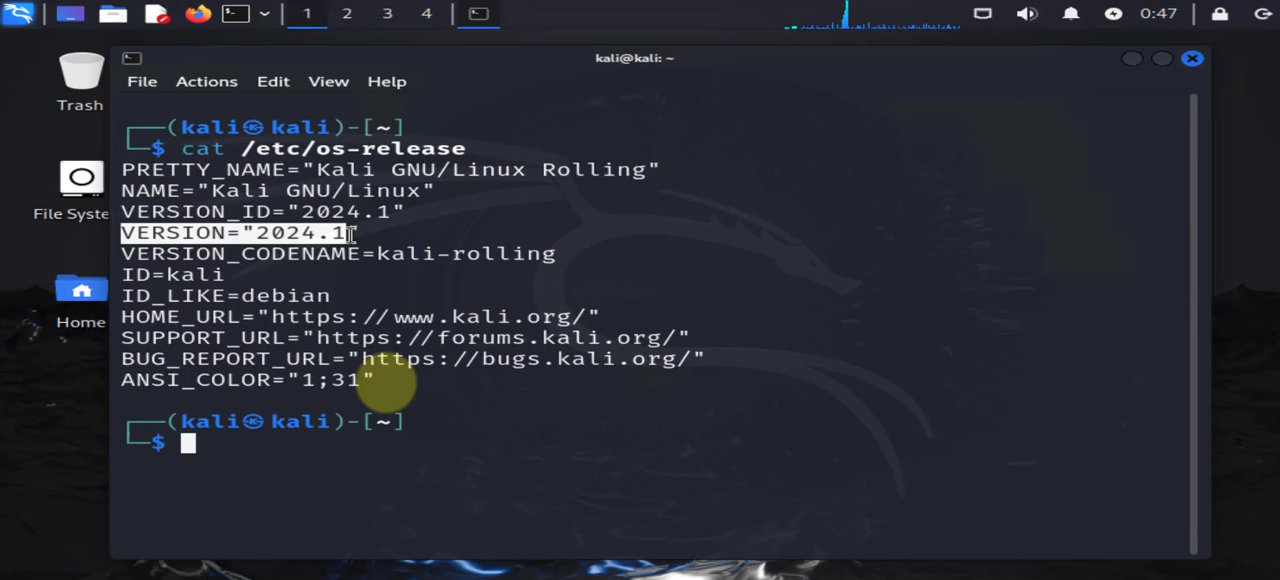 1 2 3 4 0:47
kali@kali: ~
File Actions Edit View Help
Trash
File Syste
Home
┌──(kali㉿kali)-[~]
└─$ cat /etc/os-release
PRETTY_NAME="Kali GNU/Linux Rolling"
NAME="Kali GNU/Linux"
VERSION_ID="2024.1"
VERSION="2024.1
VERSION_CODENAME=kali-rolling
ID=kali
ID_LIKE=debian
HOME_URL="https://www.kali.org/"
SUPPORT_URL="https://forums.kali.org/"
BUG_REPORT_URL="https://bugs.kali.org/"
ANSI_COLOR="1;31"
┌──(kali㉿kali)-[~]
└─$